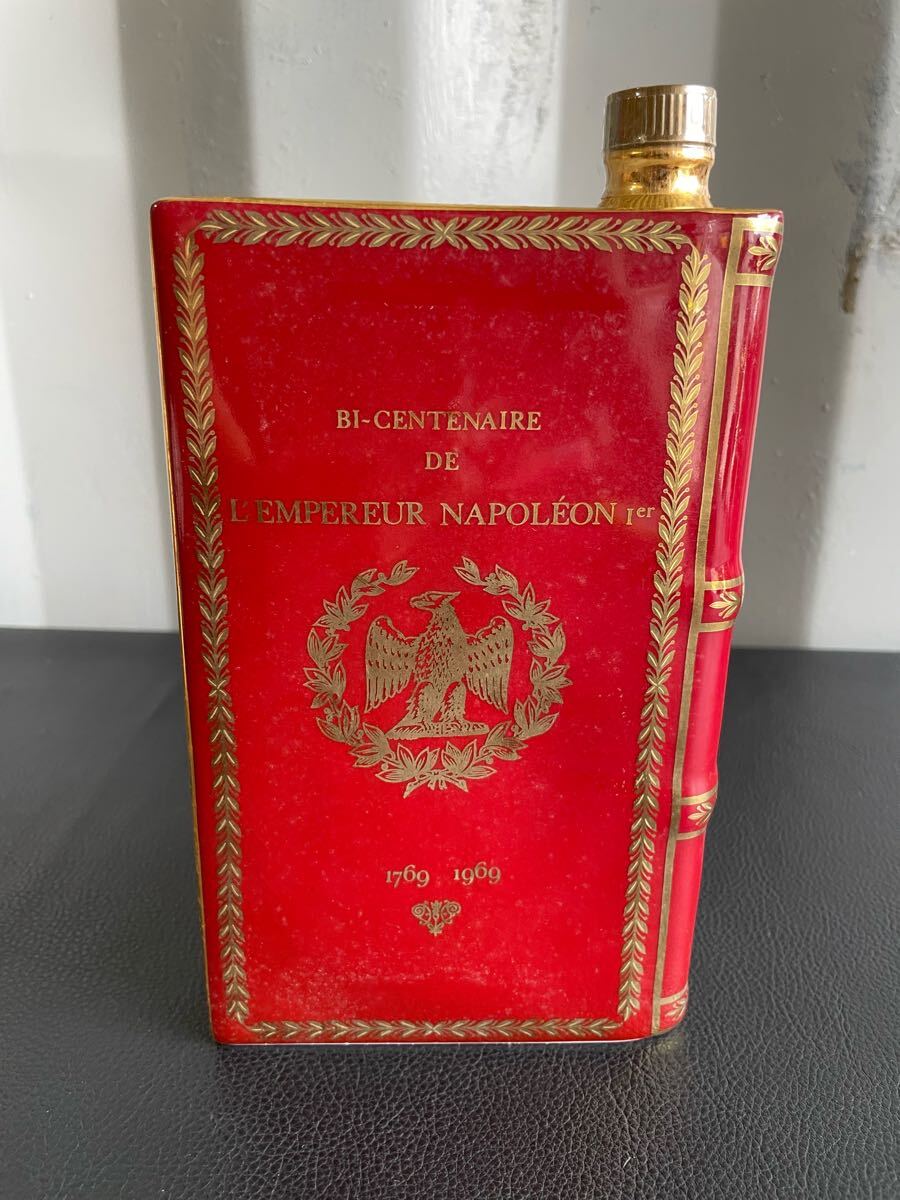 BI-CENTENAIRE
DE
L'EMPEREUR NAPOLÉON Ier
1769 1969